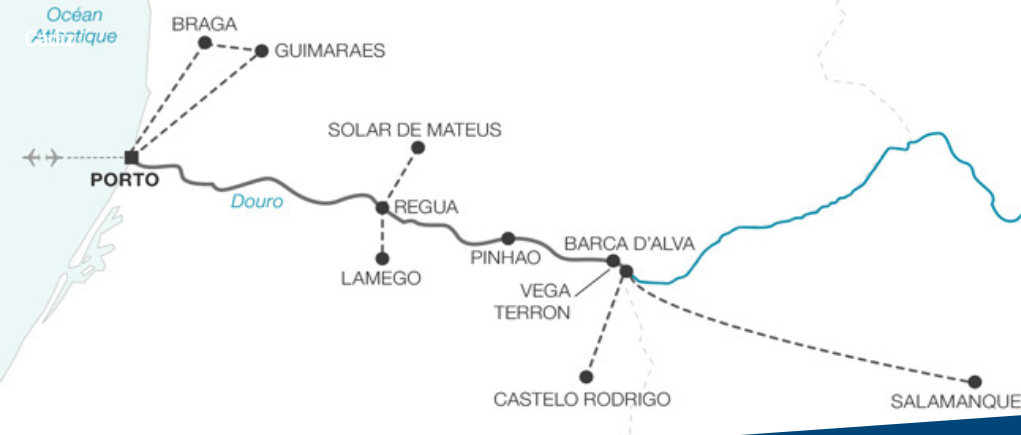 Océan
Atlantique
Cadiz
BRAGA
GUIMARAES
SOLAR DE MATEUS
PORTO
Douro
REGUA
LAMEGO
PINHAO
BARCA D'ALVA
VEGA
TERRON
CASTELO RODRIGO
SALAMANQUE